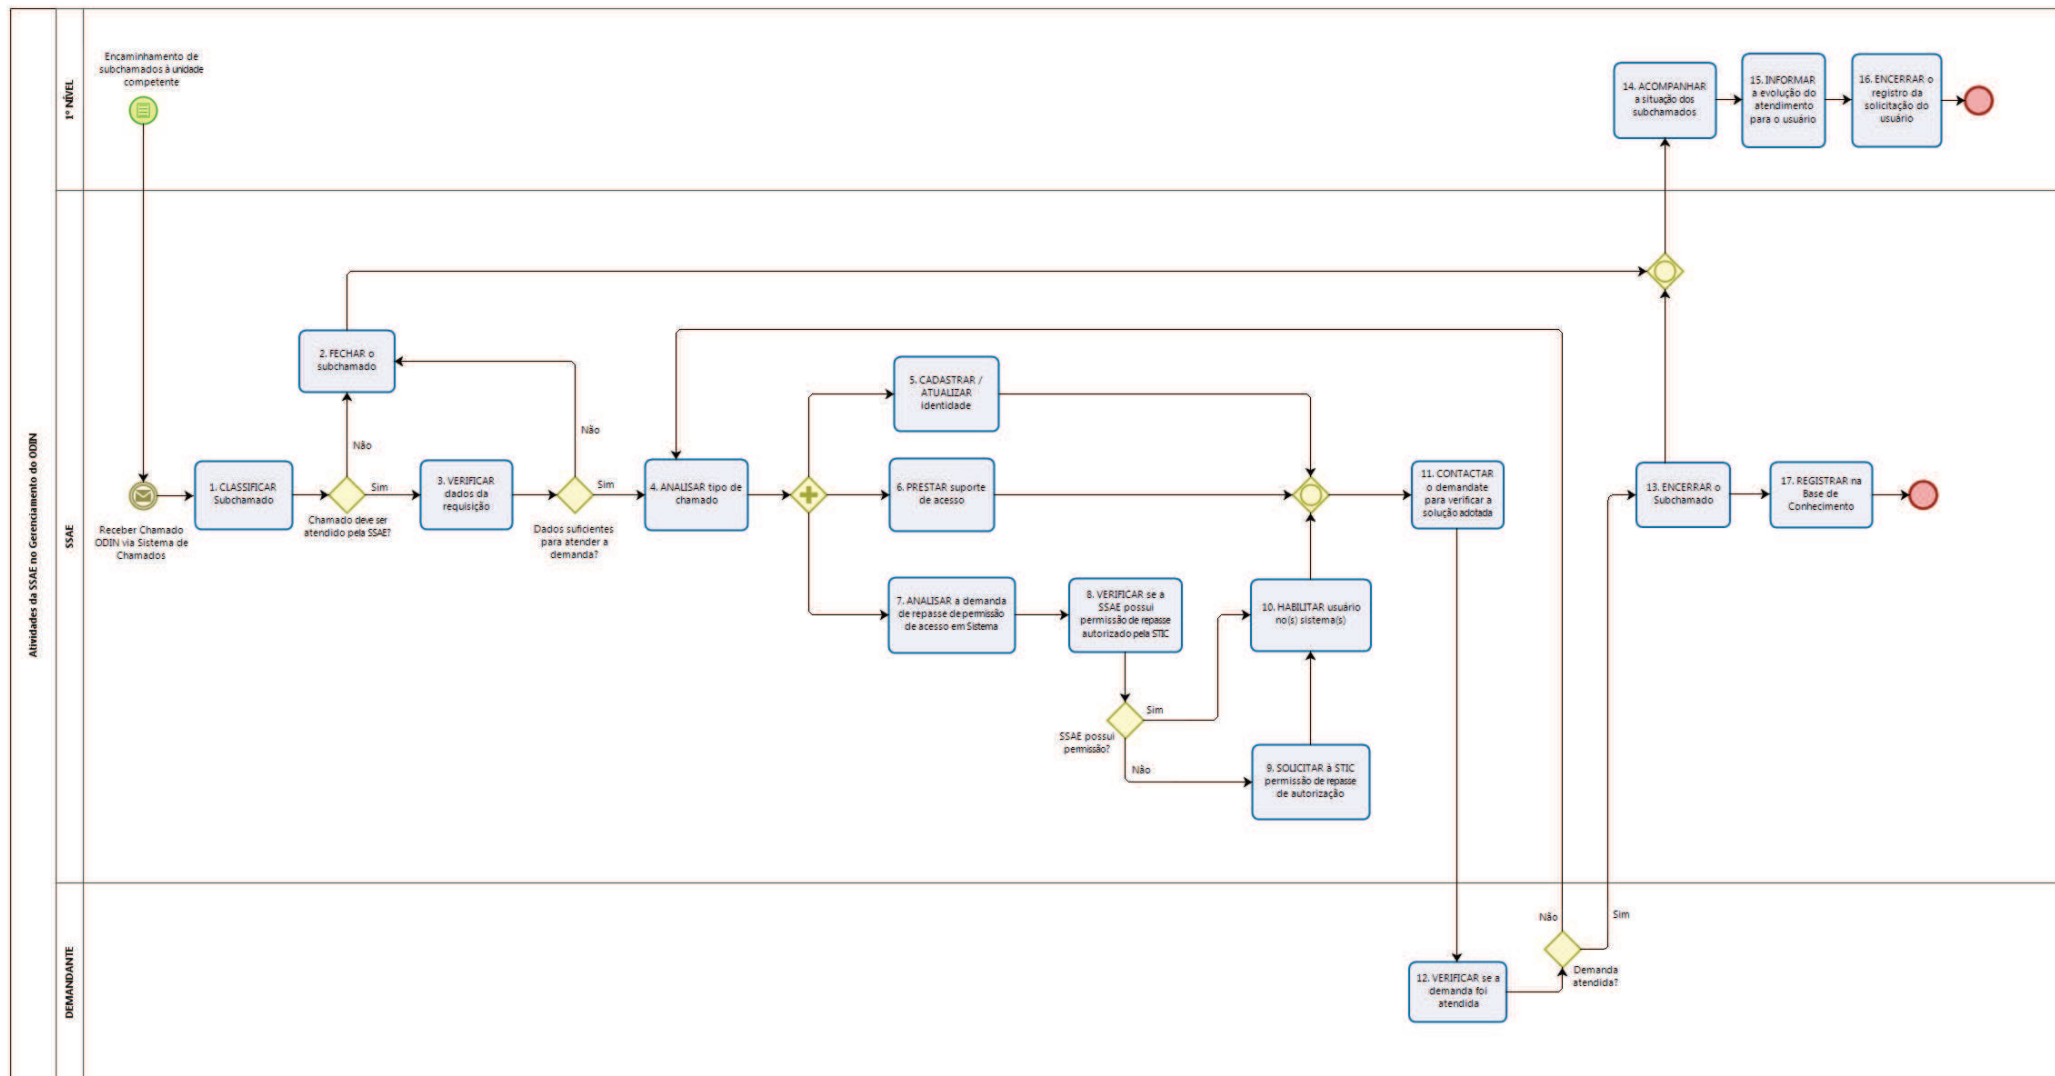 Atividades da SSAE no Gerenciamento do ODIN
1º NÍVEL
Encaminhamento de
subchamados à unidade
competente
14. ACOMPANHAR
a situação dos
subchamados
15. INFORMAR
a evolução do
atendimento
para o usuário
16. ENCERRAR o
registro da
solicitação do
usuário
SSAE
Receber Chamado
ODIN via Sistema de
Chamados
1. CLASSIFICAR
Subchamado
2. FECHAR o
subchamado
Não
Sim
Chamado deve ser
atendido pela SSAE?
3. VERIFICAR
dados da
requisição
Não
Sim
Dados suficientes
para atender a
demanda?
4. ANALISAR tipo de
chamado
5. CADASTRAR /
ATUALIZAR
identidade
6. PRESTAR suporte
de acesso
7. ANALISAR a demanda
de repasse de permissão
de acesso em Sistema
8. VERIFICAR se a
SSAE possui
permissão de repasse
autorizado pela STIC
Sim
SSAE possui
permissão?
Não
9. SOLICITAR à STIC
permissão de repasse
de autorização
10. HABILITAR usuário
no(s) sistema(s)
11. CONTACTAR
o demandate
para verificar a
solução adotada
13. ENCERRAR o
Subchamado
17. REGISTRAR na
Base de
Conhecimento
DEMANDANTE
12. VERIFICAR se a
demanda foi
atendida
Não
Sim
Demanda
atendida?